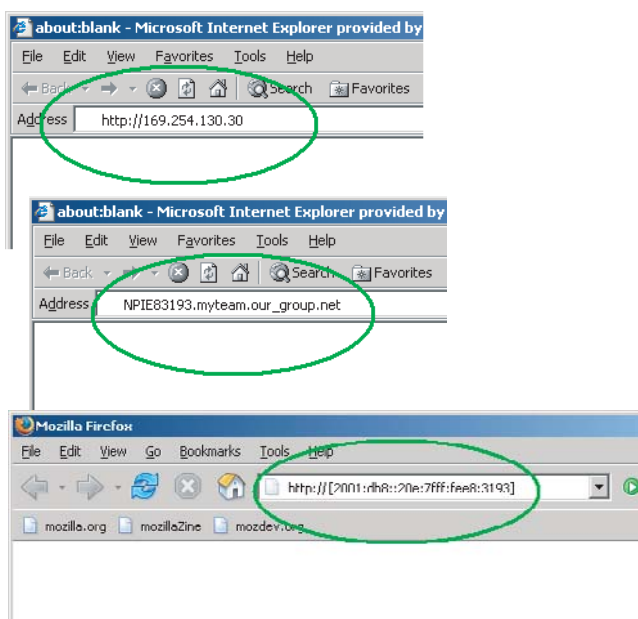 about:blank - Microsoft Internet Explorer provided by
File Edit View Favorites Tools Help
Back Search Favorites
Address http://169.254.130.30
about:blank - Microsoft Internet Explorer provided by
File Edit View Favorites Tools Help
Back Search Favorites
Address NPIE83193.myteam.our_group.net
Mozilla Firefox
File Edit View Go Bookmarks Tools Help
http://[2001:db8::20e:7fff:fee8:3193]
mozilla.org mozillaZine mozdev.org